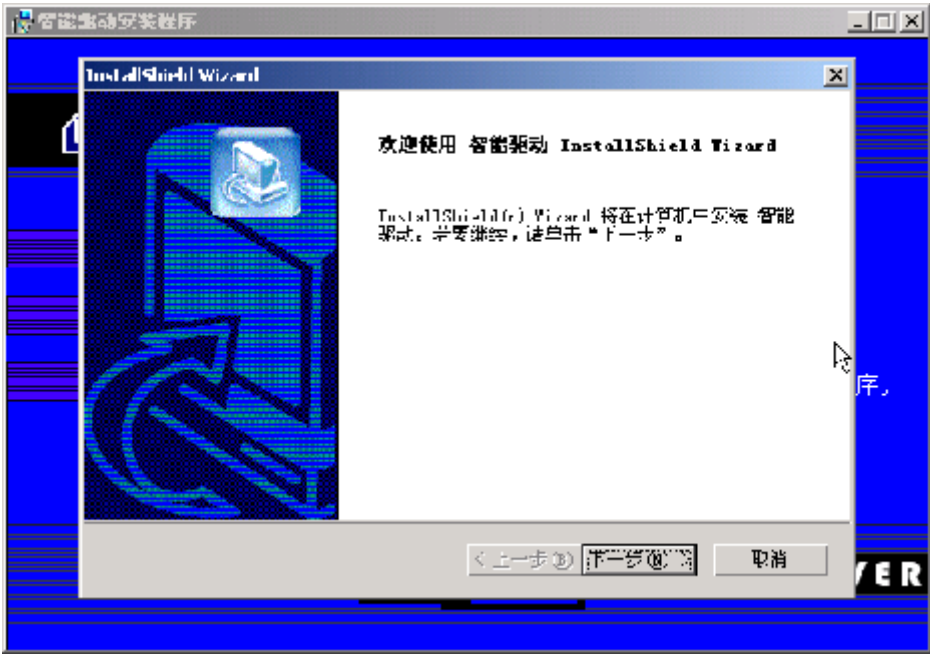 智能驱动安装程序
InstallShield Wizard
欢迎使用 智能驱动 InstallShield Wizard
InstallShield(r) Wizard 将在计算机中安装 智能
驱动。若要继续，请单击“下一步”。
序，
< 上一步(B)
下一步(N) >
取消
VER